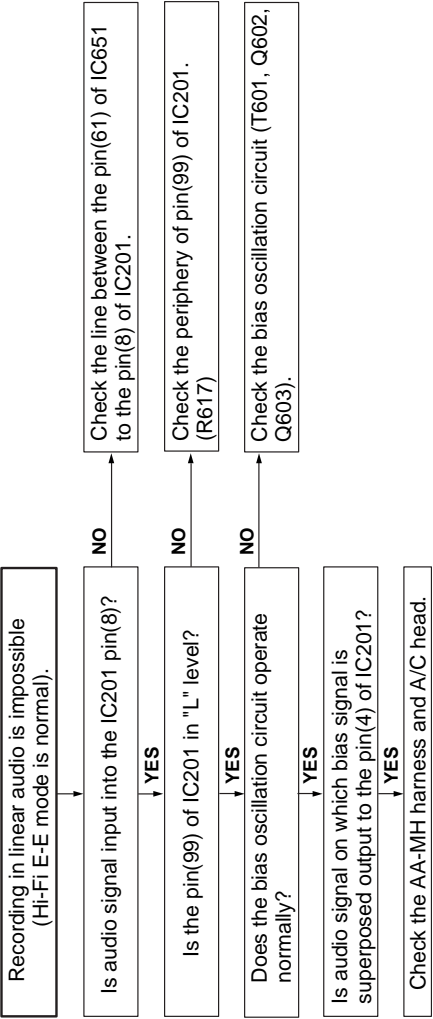 Recording in linear audio is impossible
(Hi-Fi E-E mode is normal).
Is audio signal input into the IC201 pin(8)?
NO
Check the line between the pin(61) of IC651
to the pin(8) of IC201.
YES
Is the pin(99) of IC201 in "L" level?
NO
Check the periphery of pin(99) of IC201.
(R617)
YES
Does the bias oscillation circuit operate
normally?
NO
Check the bias oscillation circuit (T601, Q602,
Q603).
YES
Is audio signal on which bias signal is
superposed output to the pin(4) of IC201?
YES
Check the AA-MH harness and A/C head.